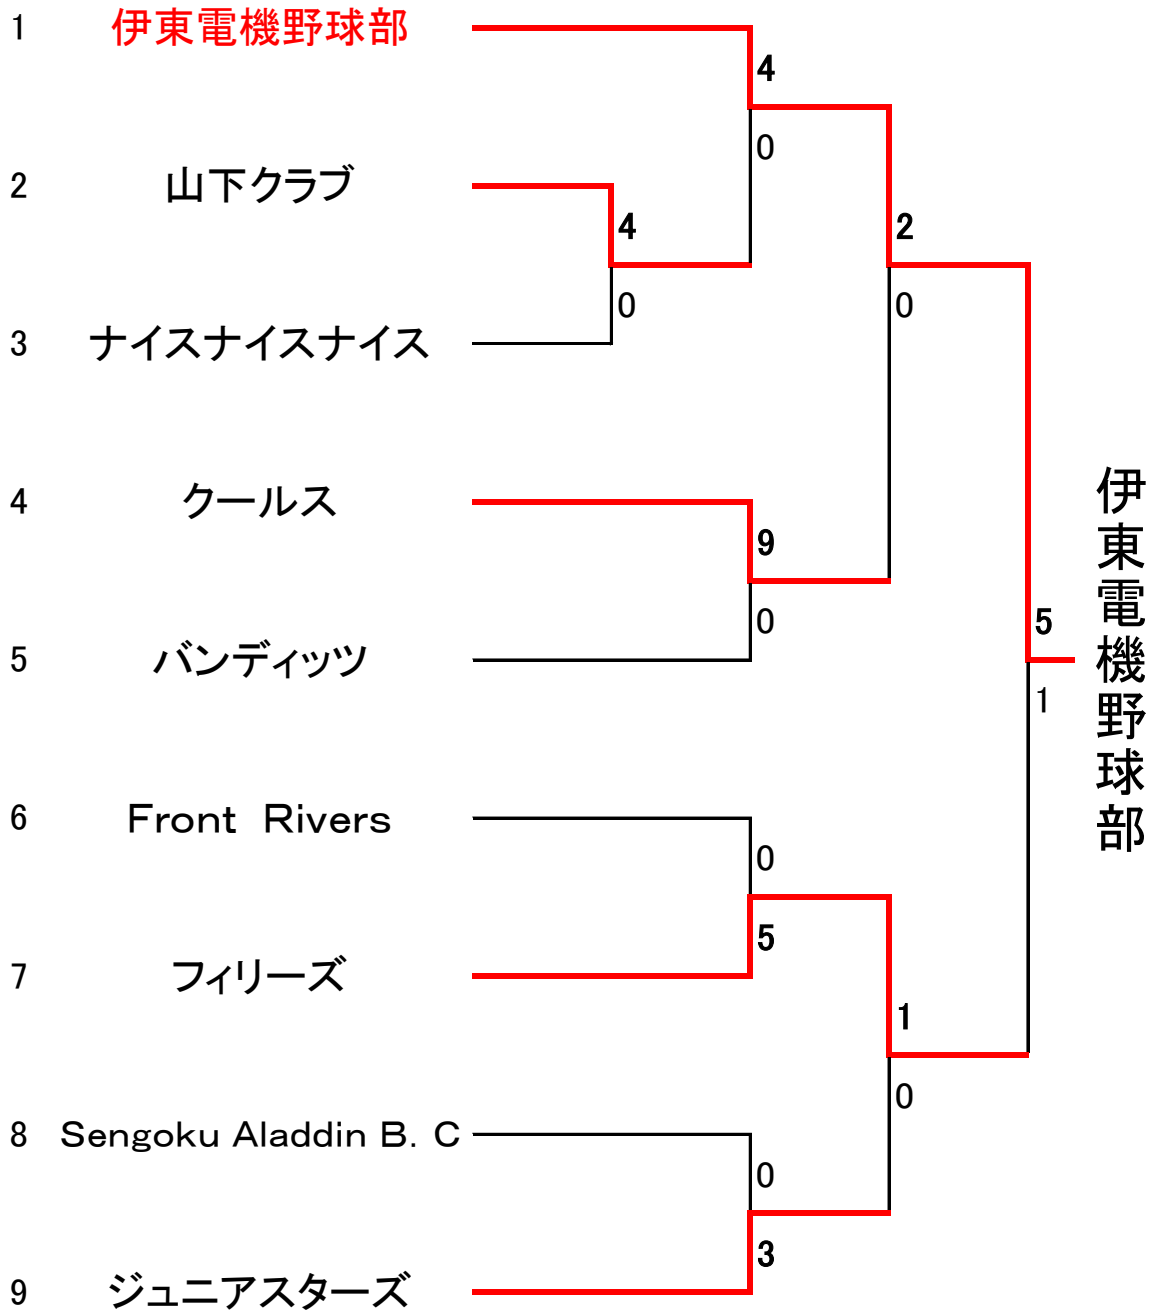 1 伊東電機野球部
4
0
2 山下クラブ
4
2
0
0
3 ナイスナイスナイス
4 クールス
9
0
5 バンディッツ
5
1
伊東電機野球部
6 Front Rivers
0
5
7 フィリーズ
1
0
8 Sengoku Aladdin B. C
0
3
9 ジュニアスターズ